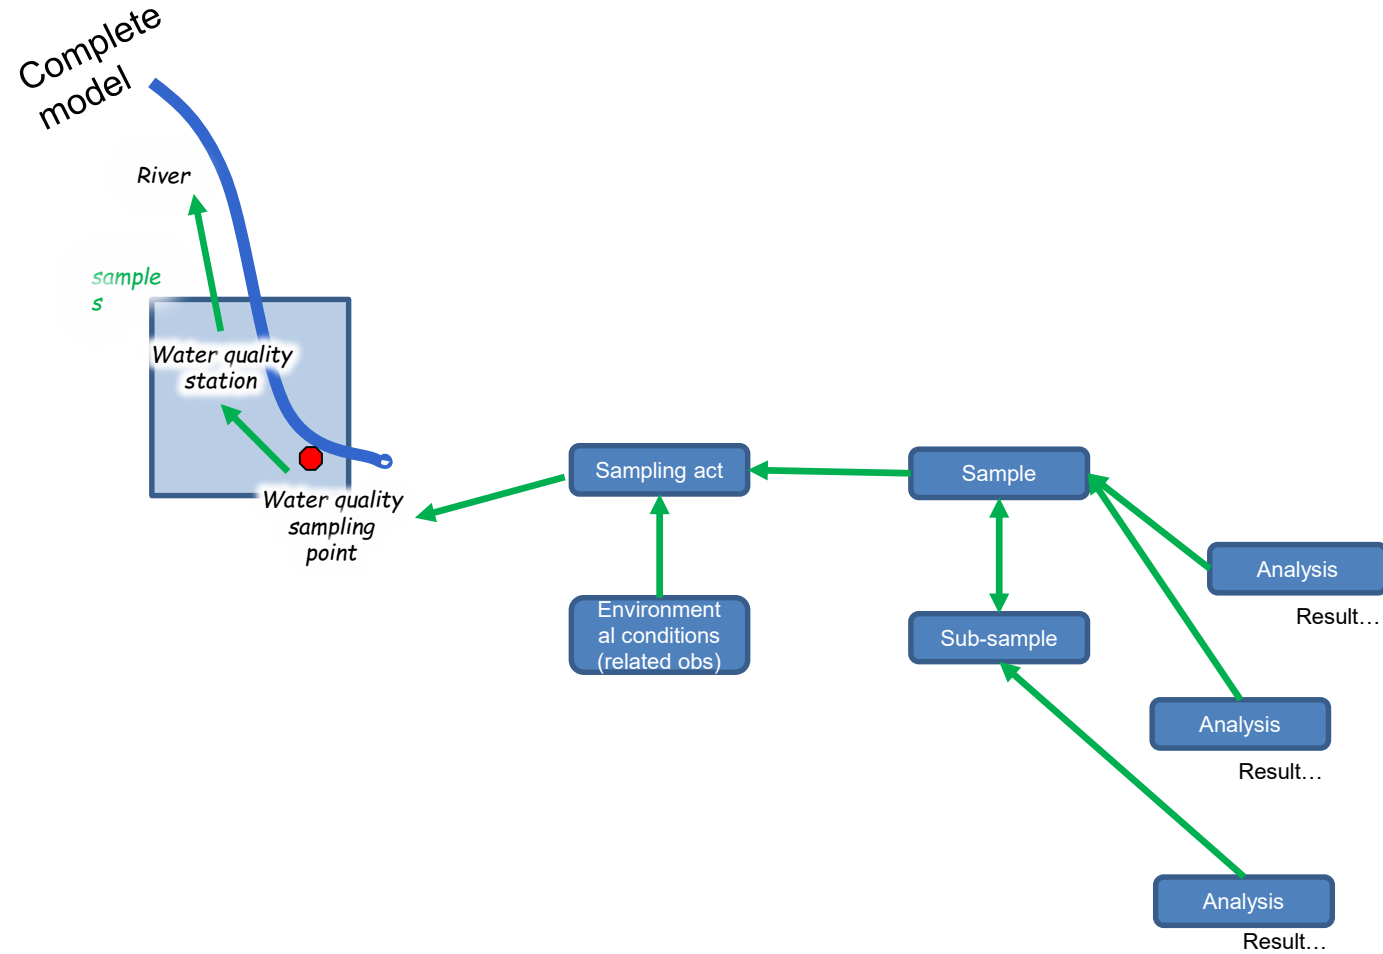 Complete
model
River
sample
s
Water quality
station
Water quality
sampling
point
Sampling act
Environment
al conditions
(related obs)
Sample
Sub-sample
Analysis
Result…
Analysis
Result…
Analysis
Result…